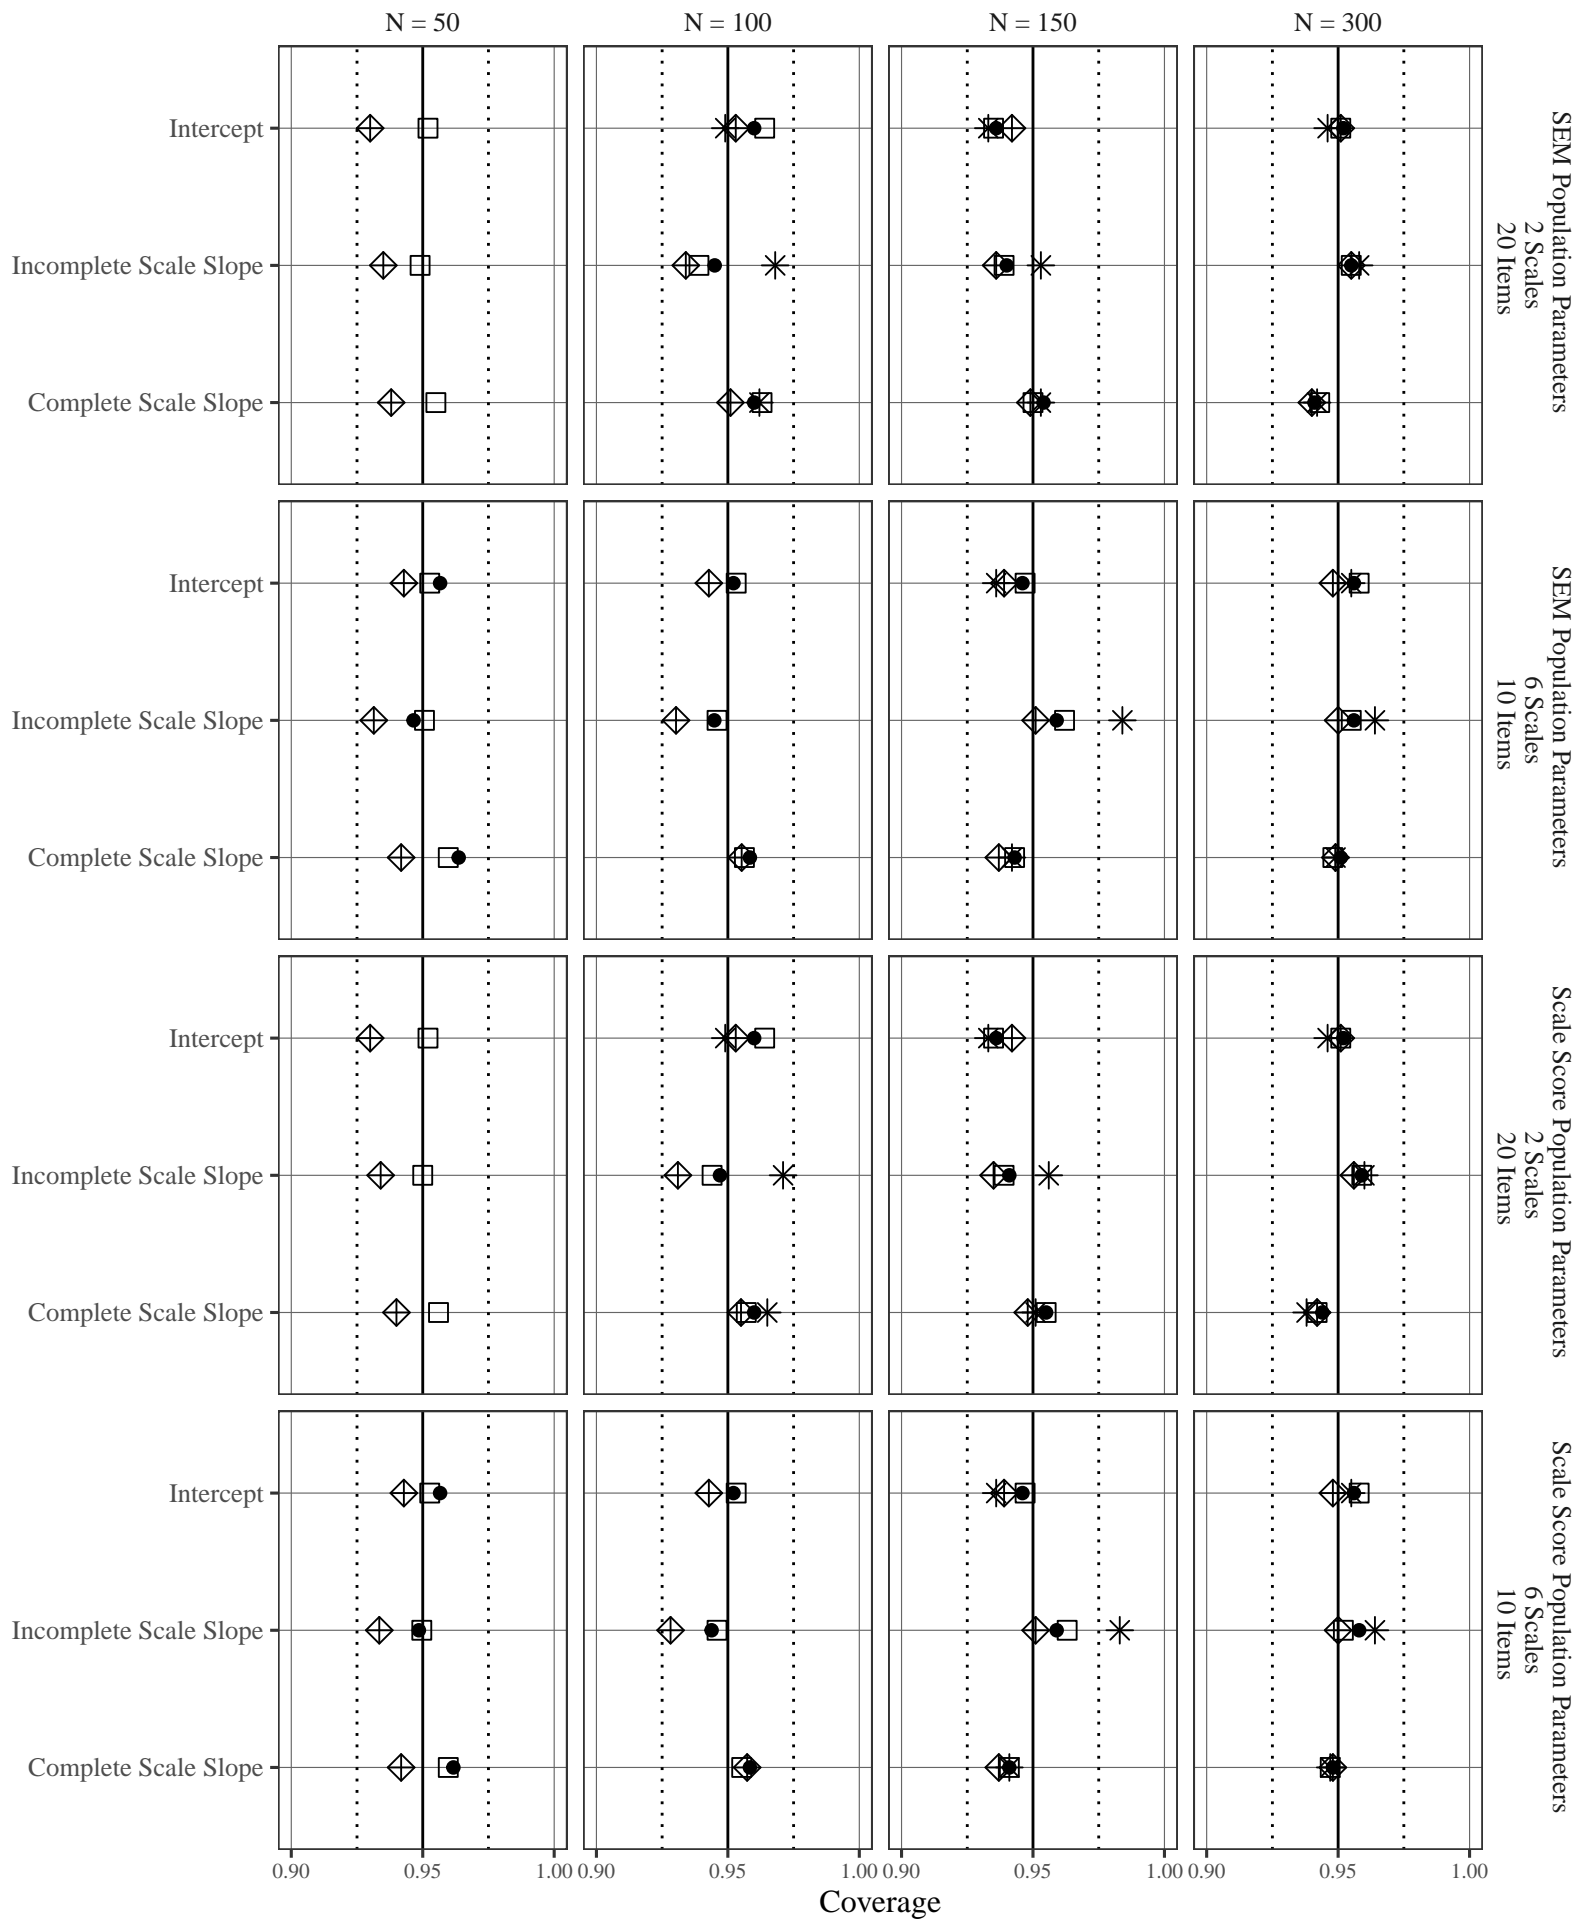 N = 50
N = 100
N = 150
N = 300
Intercept
Incomplete Scale Slope
Complete Scale Slope
SEM Population Parameters
2 Scales
20 Items
Intercept
Incomplete Scale Slope
Complete Scale Slope
SEM Population Parameters
6 Scales
10 Items
Intercept
Incomplete Scale Slope
Complete Scale Slope
Scale Score Population Parameters
2 Scales
20 Items
Intercept
Incomplete Scale Slope
Complete Scale Slope
Scale Score Population Parameters
6 Scales
10 Items
0.90 0.95 1.00 0.90 0.95 1.00 0.90 0.95 1.00 0.90 0.95 1.00
Coverage